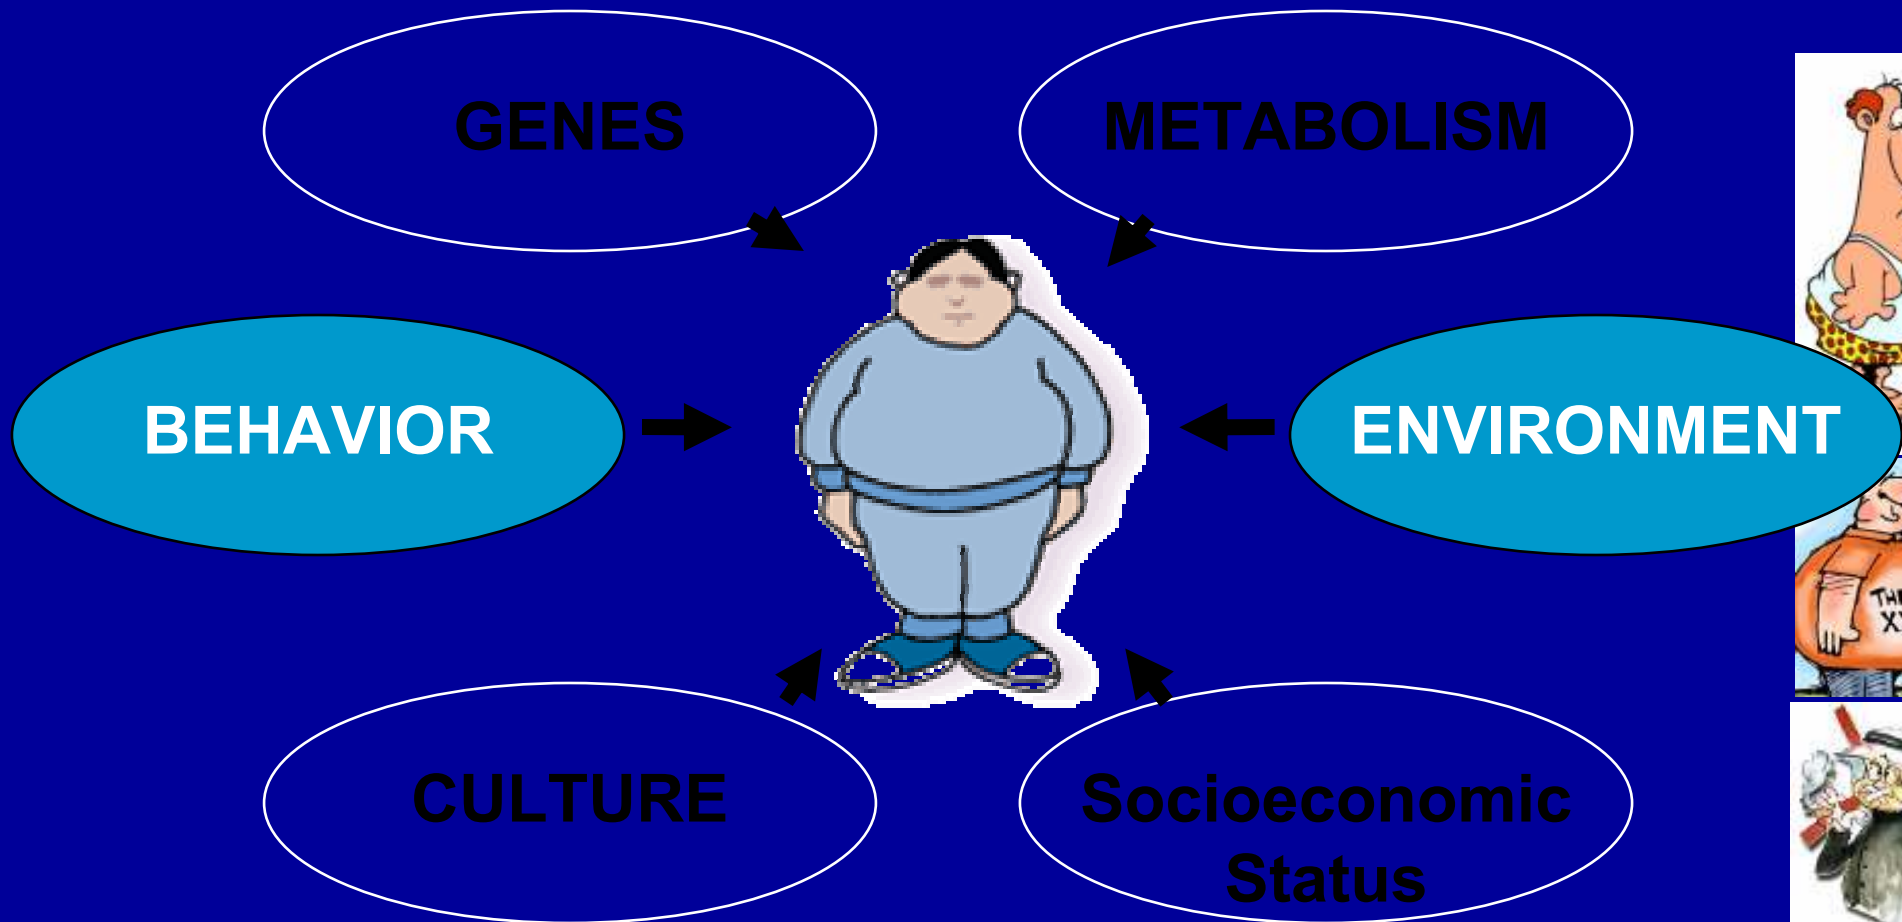 GENES
METABOLISM
BEHAVIOR
ENVIRONMENT
CULTURE
Socioeconomic
Status